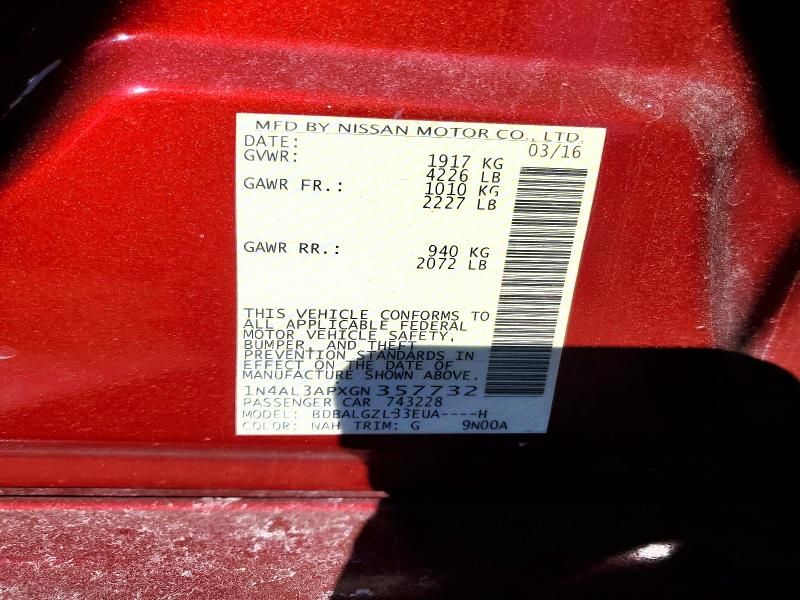 MFD BY NISSAN MOTOR CO., LTD.
DATE: 03/16
GVWR: 1917 KG
4226 LB
GAWR FR.: 1010 KG
2227 LB
GAWR RR.: 940 KG
2072 LB
THIS VEHICLE CONFORMS TO
ALL APPLICABLE FEDERAL
MOTOR VEHICLE SAFETY,
BUMPER, AND THEFT
PREVENTION STANDARDS IN
EFFECT ON THE DATE OF
MANUFACTURE SHOWN ABOVE.
1N4AL3APXGN357732
PASSENGER CAR 743228
MODEL: BDBALGZL33EUA----H
COLOR: NAH TRIM: G 9N00A